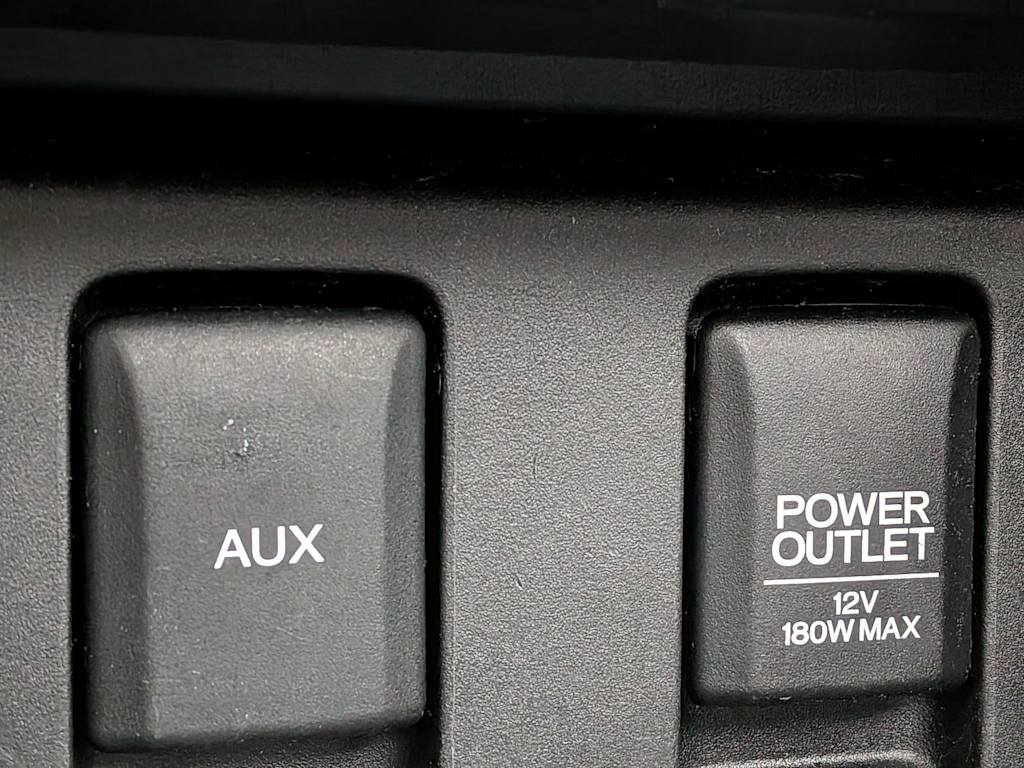 AUX
POWER
OUTLET
12V
180W MAX